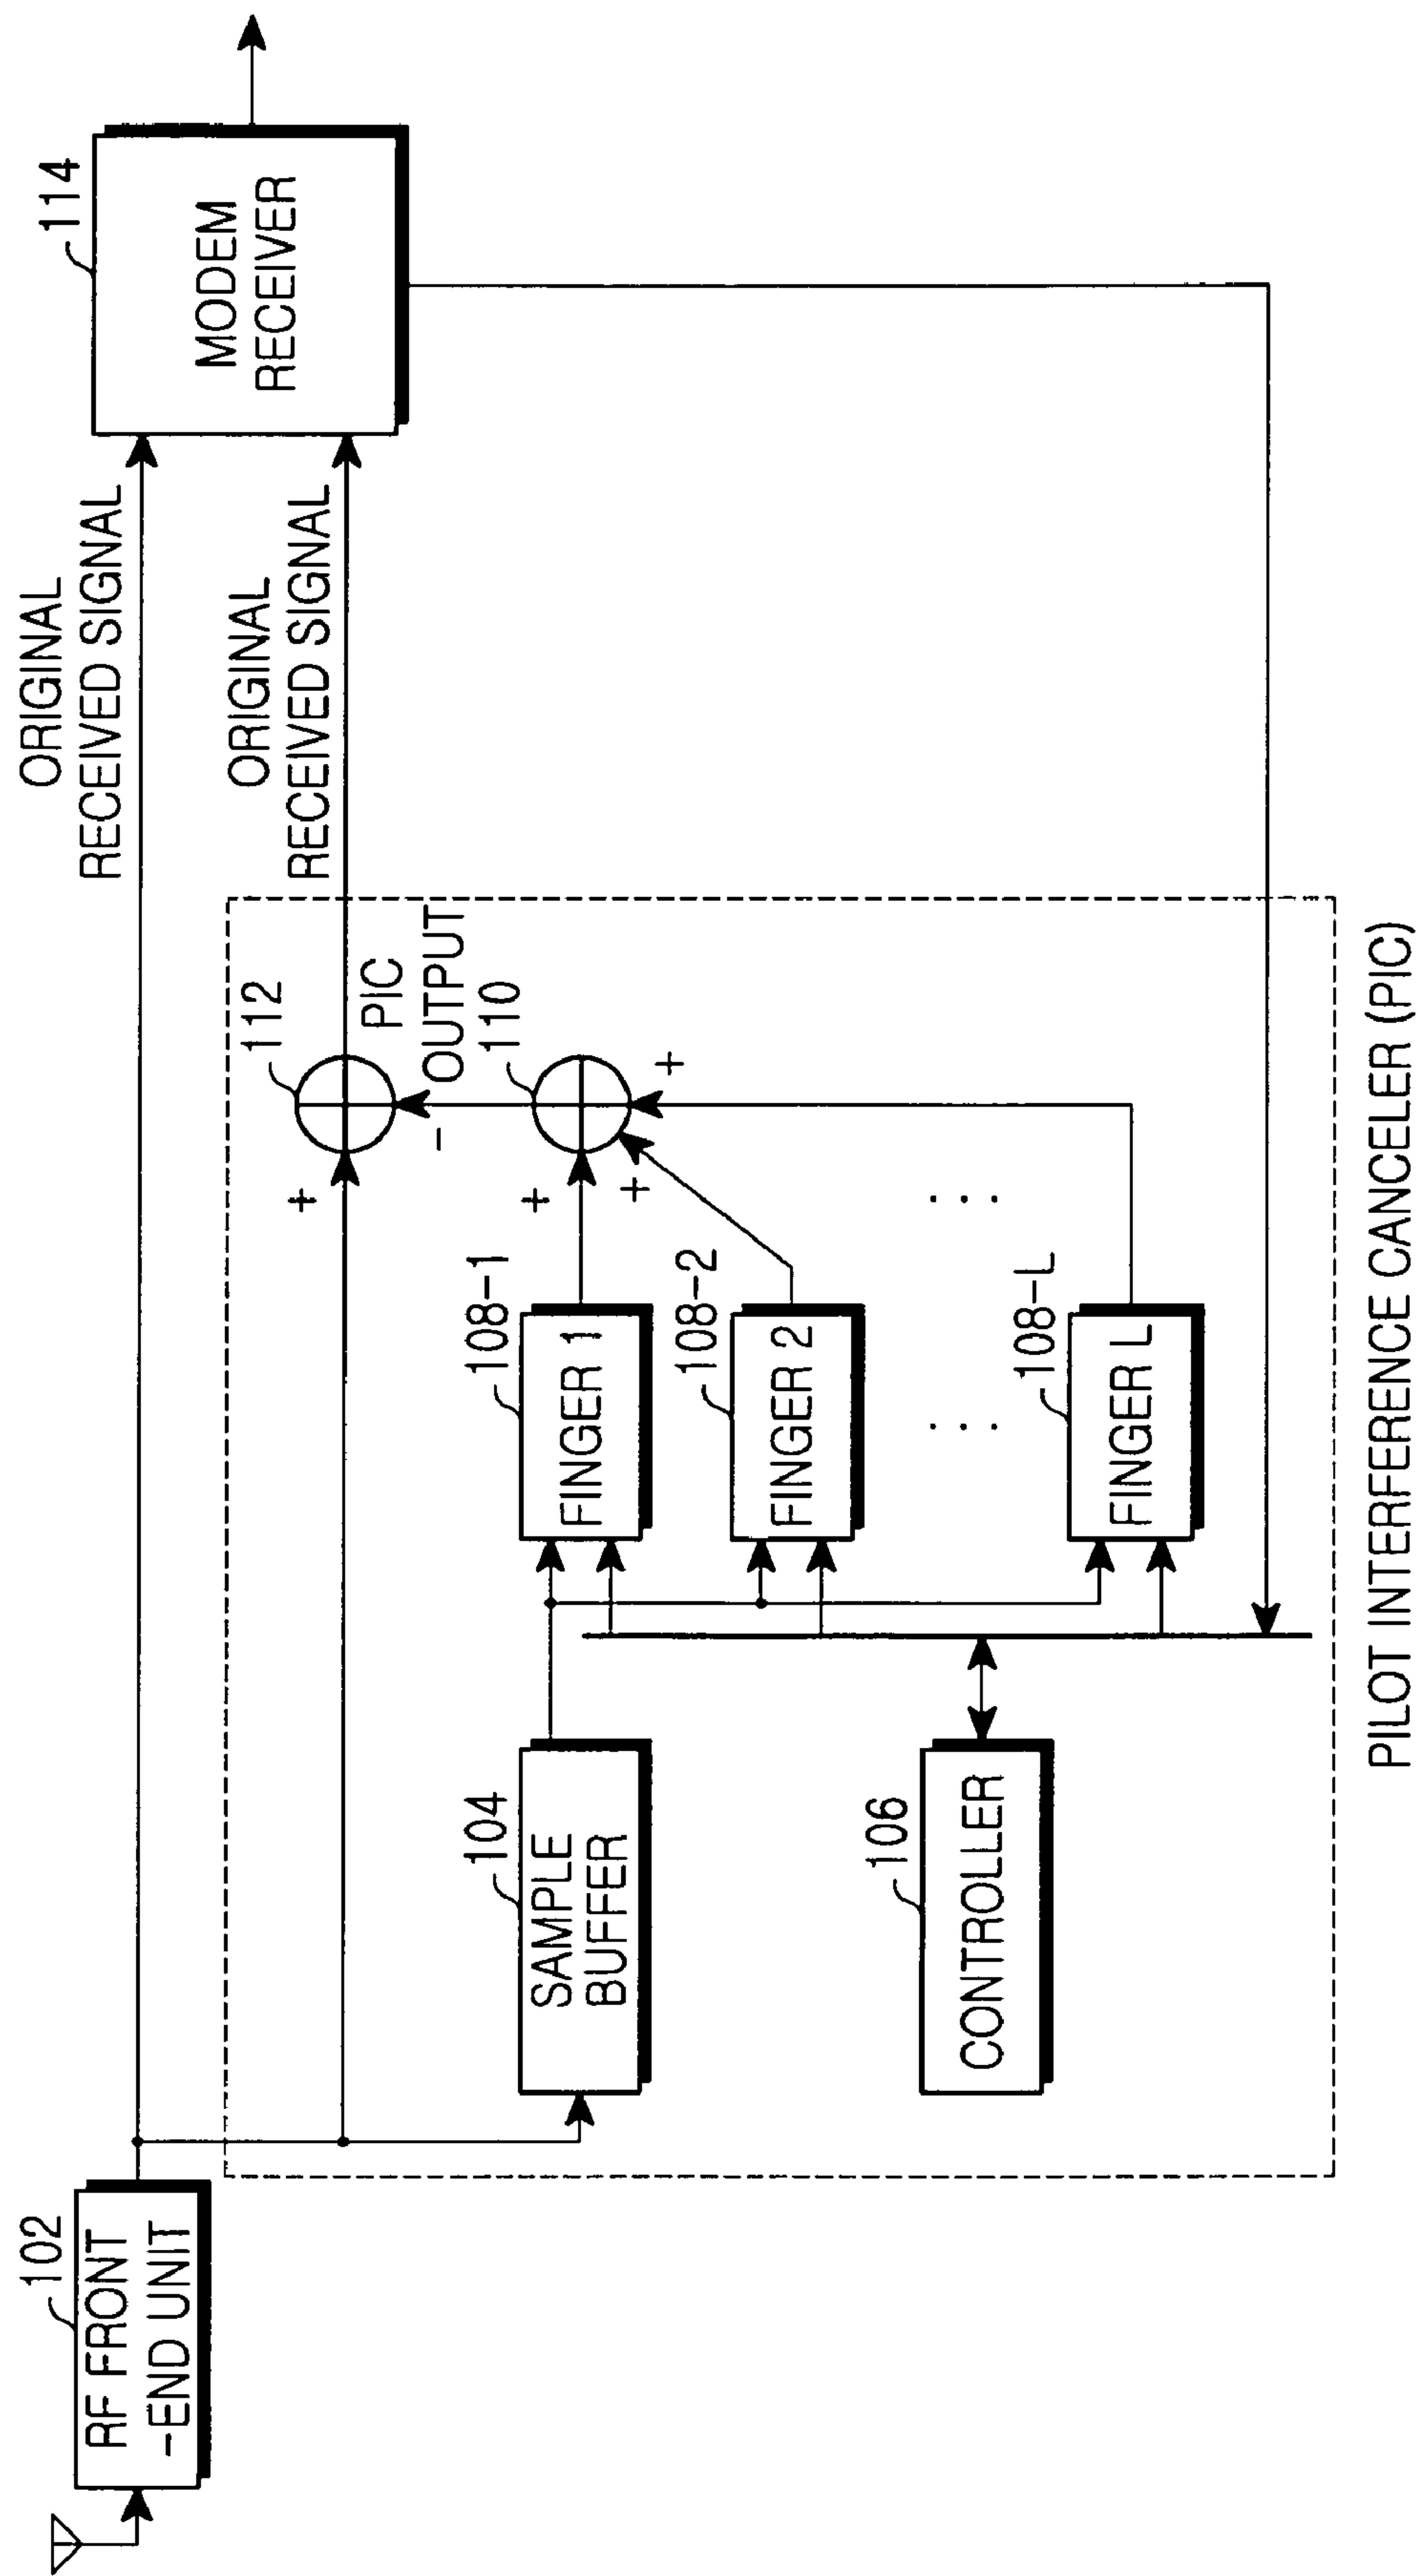 102
RF FRONT
-END UNIT
ORIGINAL
RECEIVED SIGNAL
114
MODEM
RECEIVER
ORIGINAL
RECEIVED SIGNAL
112
+
-
PIC
OUTPUT
110
+
+
+
104
SAMPLE
BUFFER
108-1
FINGER 1
108-2
FINGER 2
. . .
. . .
106
CONTROLLER
108-L
FINGER L
PILOT INTERFERENCE CANCELER (PIC)